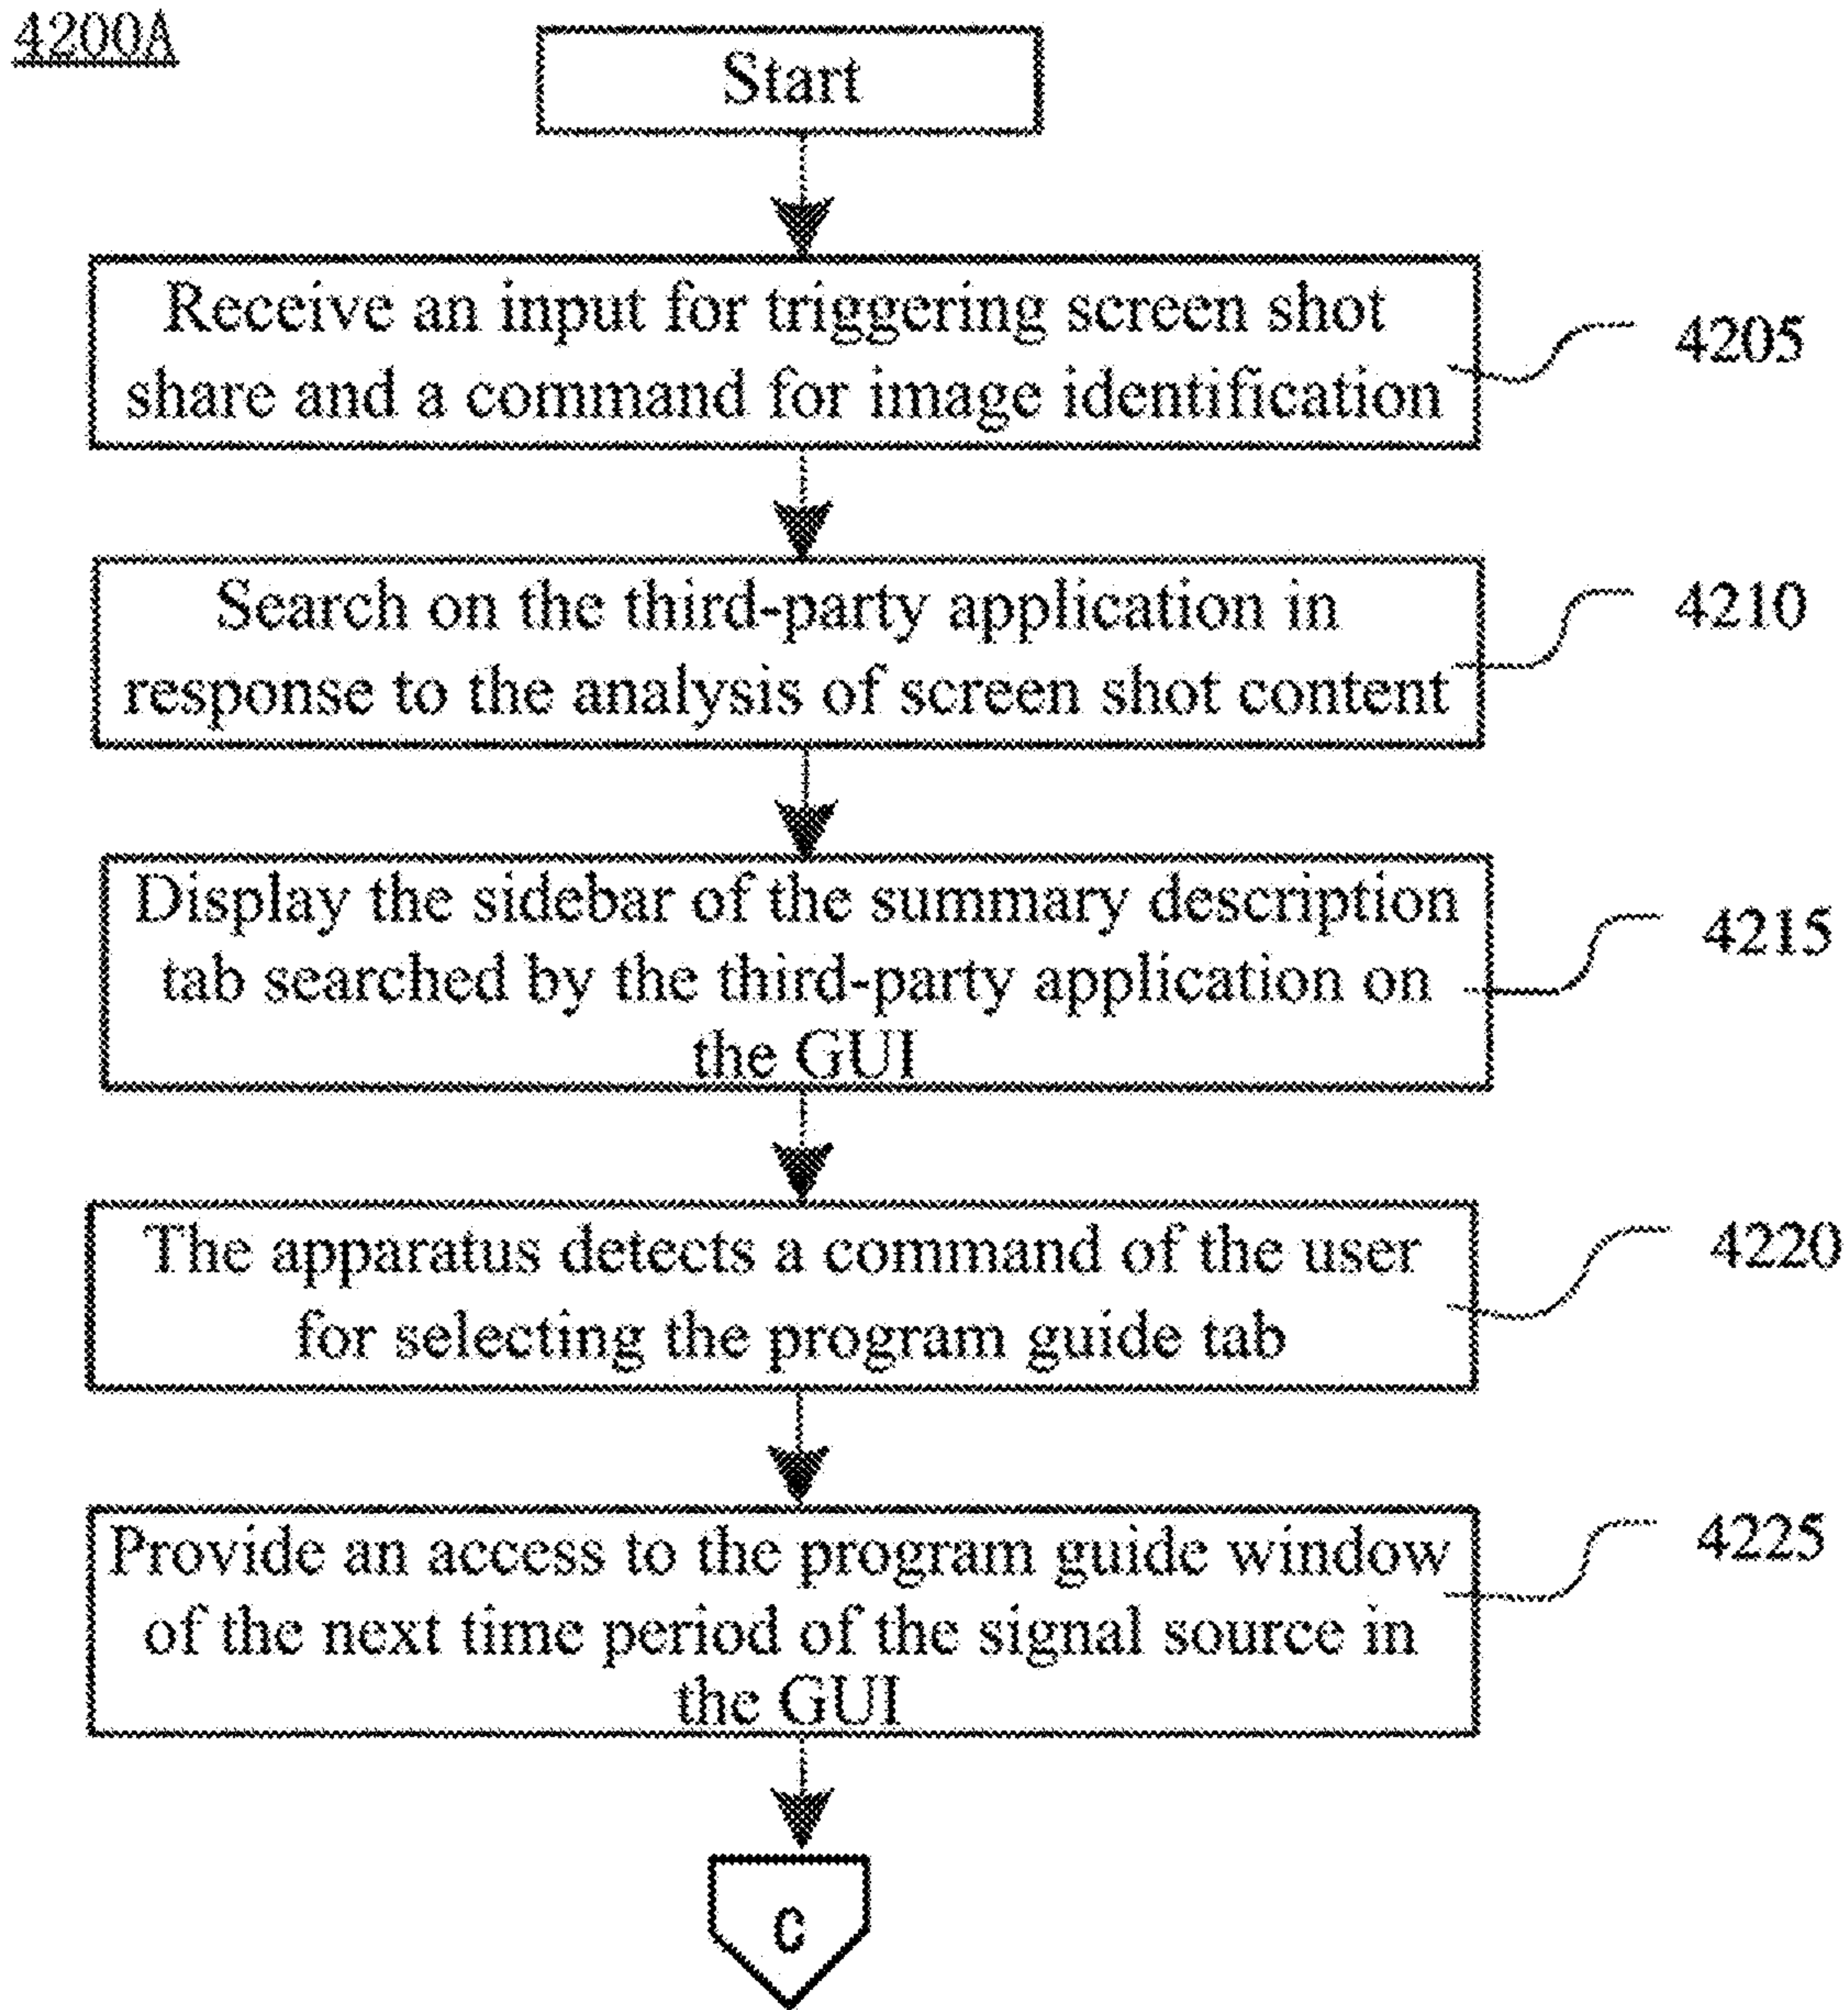 4200A
Start
Receive an input for triggering screen shot
share and a command for image identification
4205
Search on the third-party application in
response to the analysis of screen shot content
4210
Display the sidebar of the summary description
tab searched by the third-party application on
the GUI
4215
The apparatus detects a command of the user
for selecting the program guide tab
4220
Provide an access to the program guide window
of the next time period of the signal source in
the GUI
4225
C